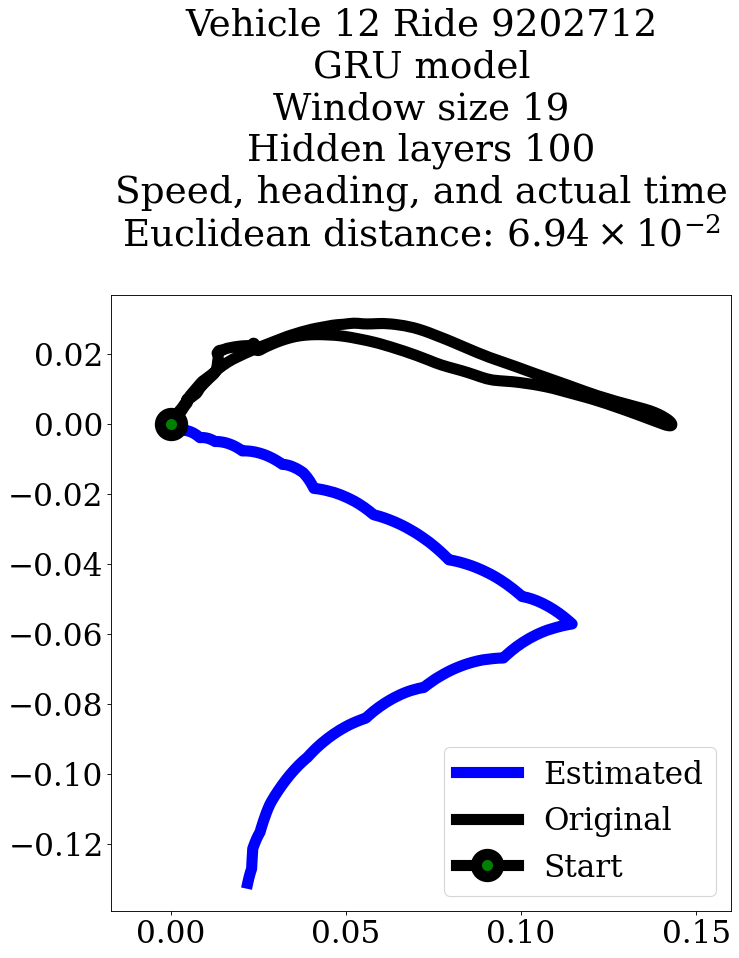 Vehicle 12 Ride 9202712
GRU model
Window size 19
Hidden layers 100
Speed, heading, and actual time
Euclidean distance: 6.94 × 10⁻²
0.02
0.00
−0.02
−0.04
−0.06
−0.08
−0.10
−0.12
Estimated
Original
Start
0.00 0.05 0.10 0.15